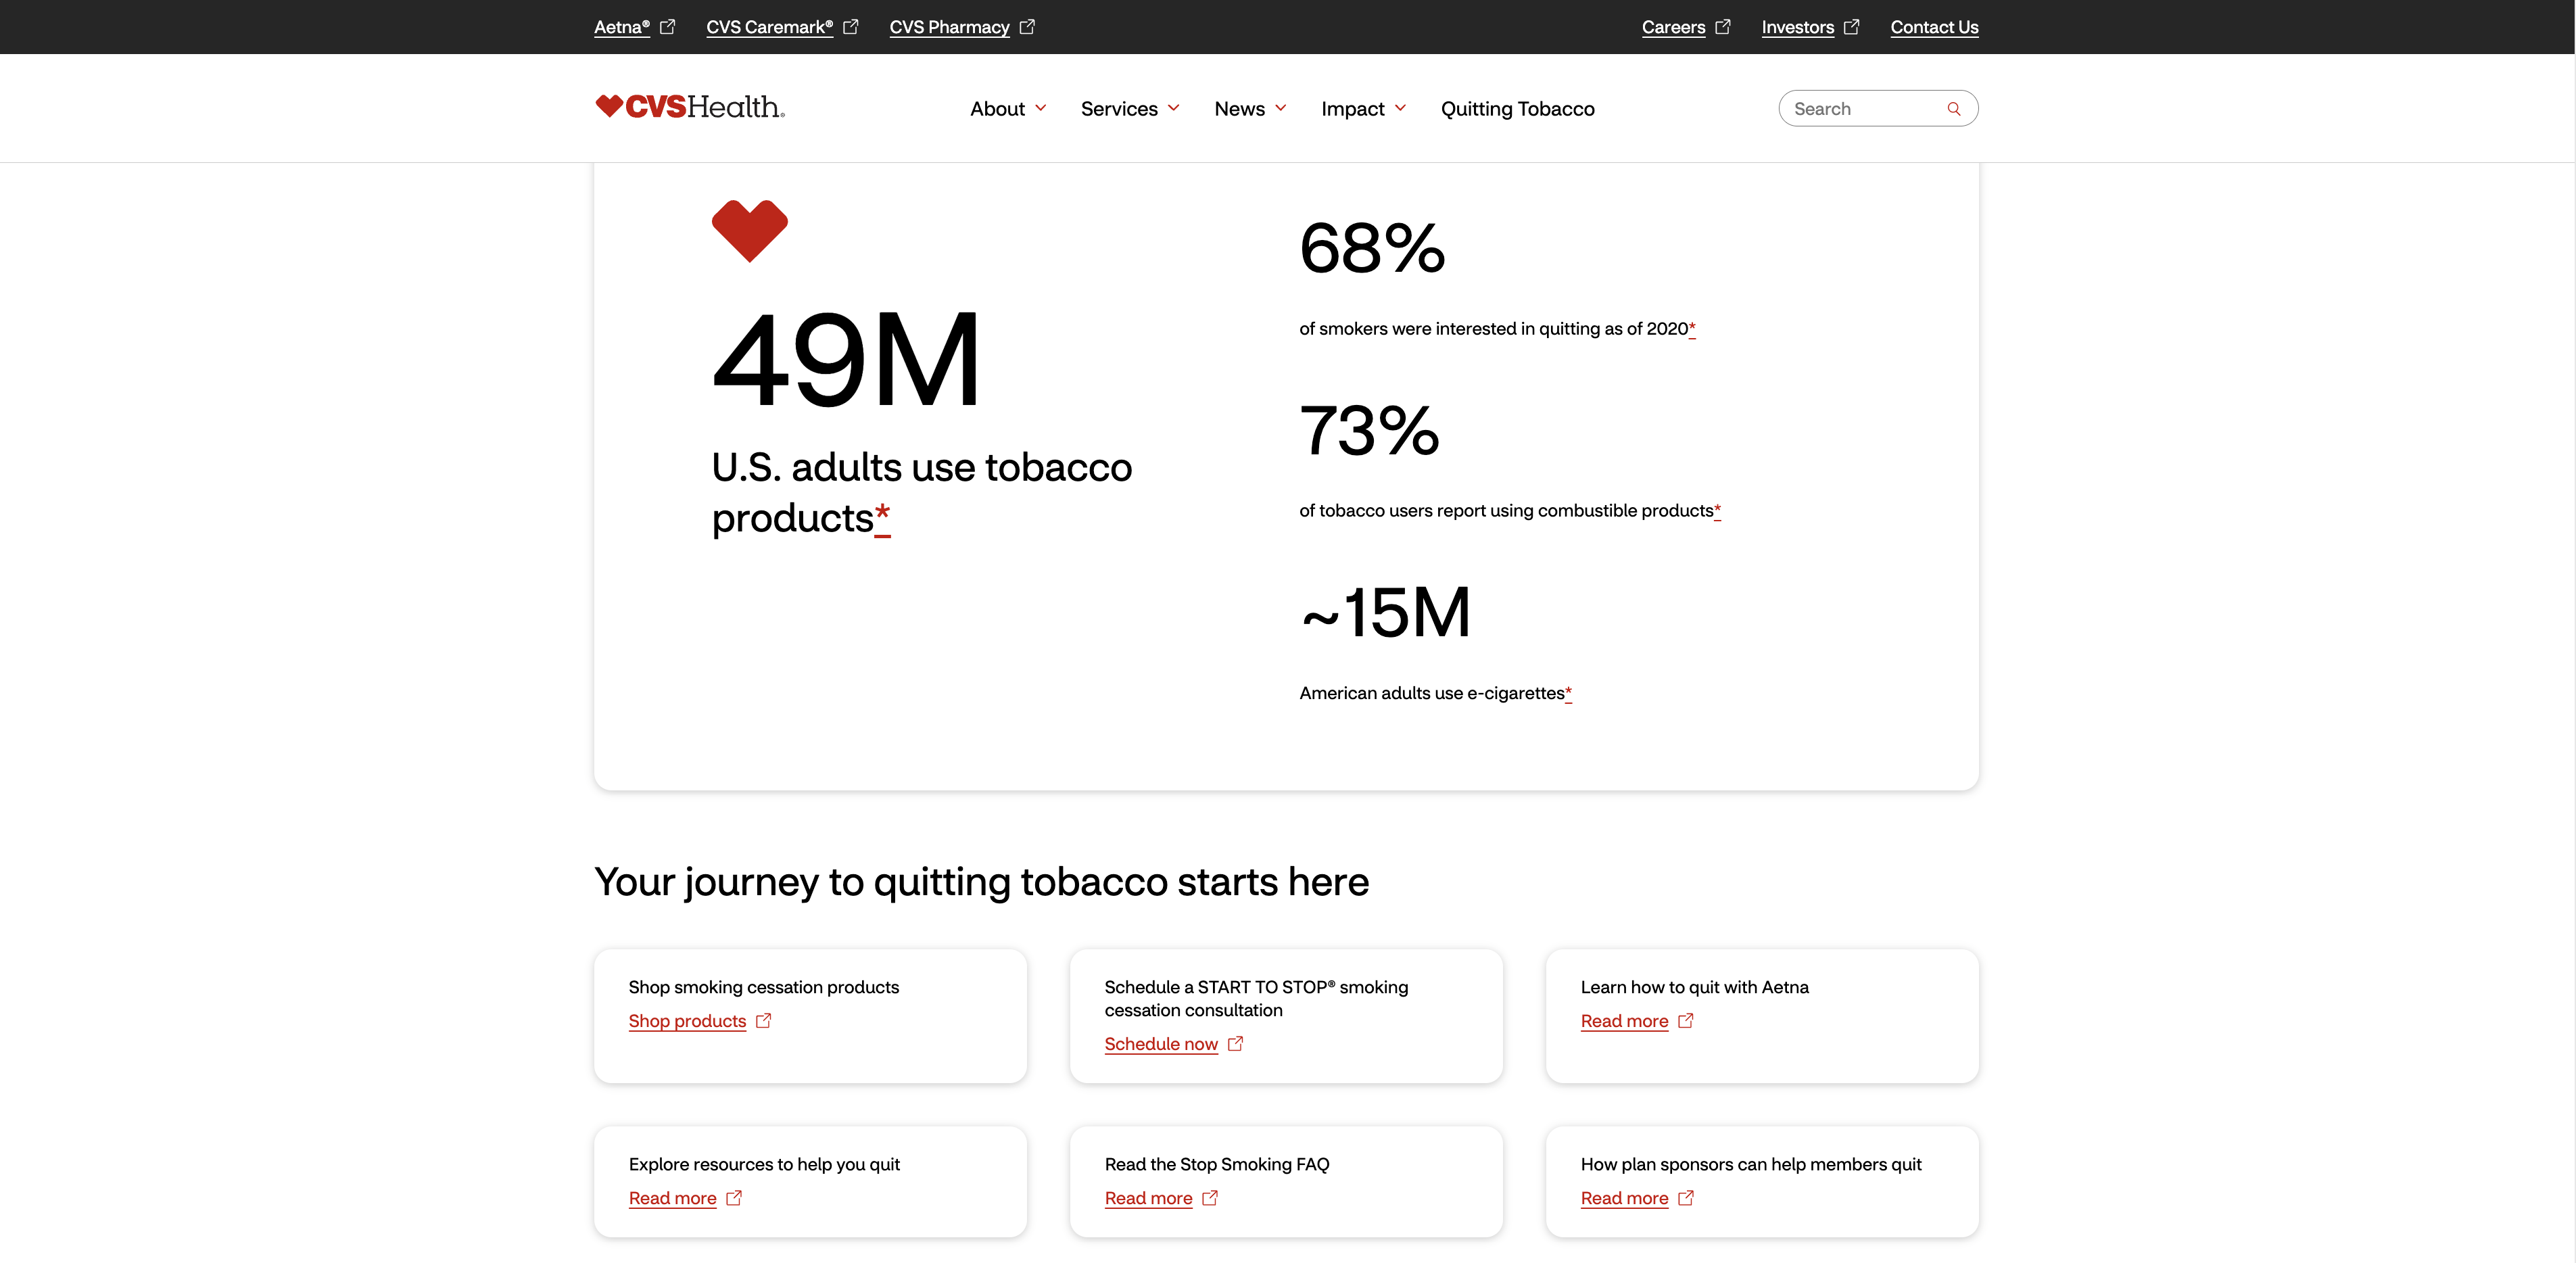 Aetna® CVS Caremark® CVS Pharmacy Careers Investors Contact Us
CVSHealth® About Services News Impact Quitting Tobacco Search
49M
U.S. adults use tobacco
products*
68%
of smokers were interested in quitting as of 2020*
73%
of tobacco users report using combustible products*
~15M
American adults use e-cigarettes*
Your journey to quitting tobacco starts here
Shop smoking cessation products
Shop products
Schedule a START TO STOP® smoking
cessation consultation
Schedule now
Learn how to quit with Aetna
Read more
Explore resources to help you quit
Read more
Read the Stop Smoking FAQ
Read more
How plan sponsors can help members quit
Read more